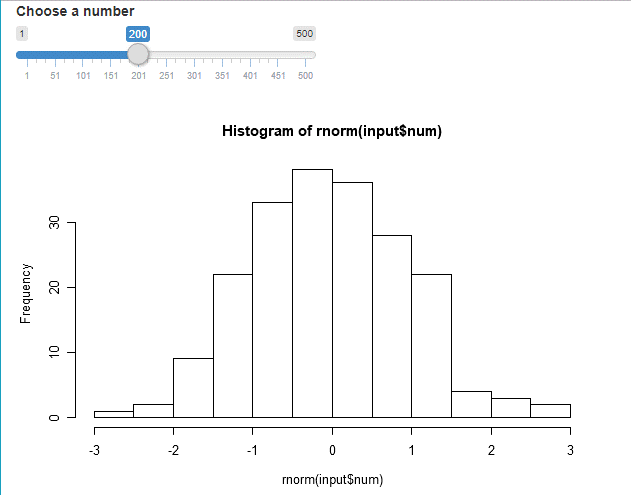 Choose a number
1 200 500
1 51 101 151 201 251 301 351 401 451 500
Histogram of rnorm(input$num)
30
20
10
0
Frequency
-3 -2 -1 0 1 2 3
rnorm(input$num)